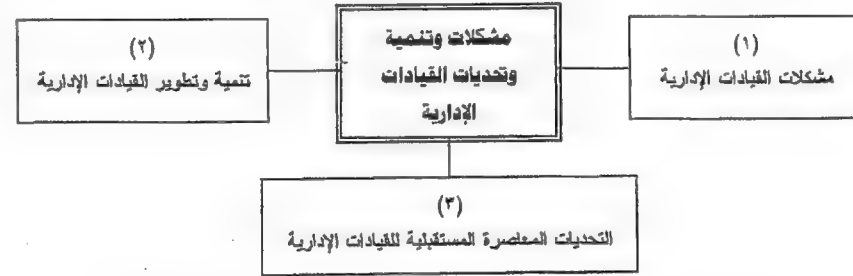 مشكلات وتنمية
وتحديات القيادات
الإدارية
(١)
مشكلات القيادات الإدارية
(٢)
تنمية وتطوير القيادات الإدارية
(٣)
التحديات المعاصرة المستقبلية للقيادات الإدارية